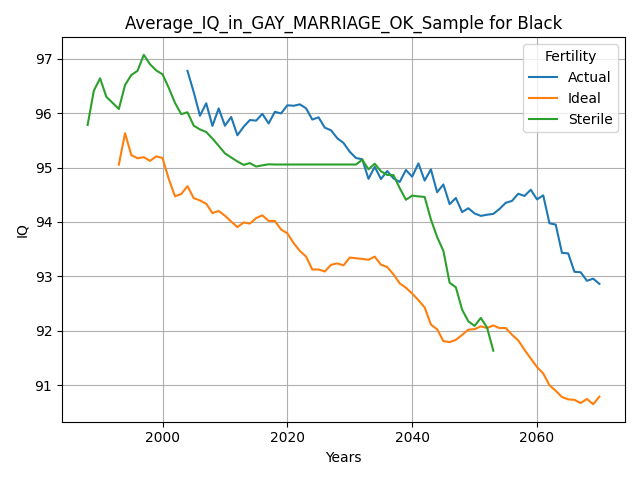 Average_IQ_in_GAY_MARRIAGE_OK_Sample for Black
Fertility
Actual
Ideal
Sterile
97
96
95
94
93
92
91
IQ
2000 2020 2040 2060
Years